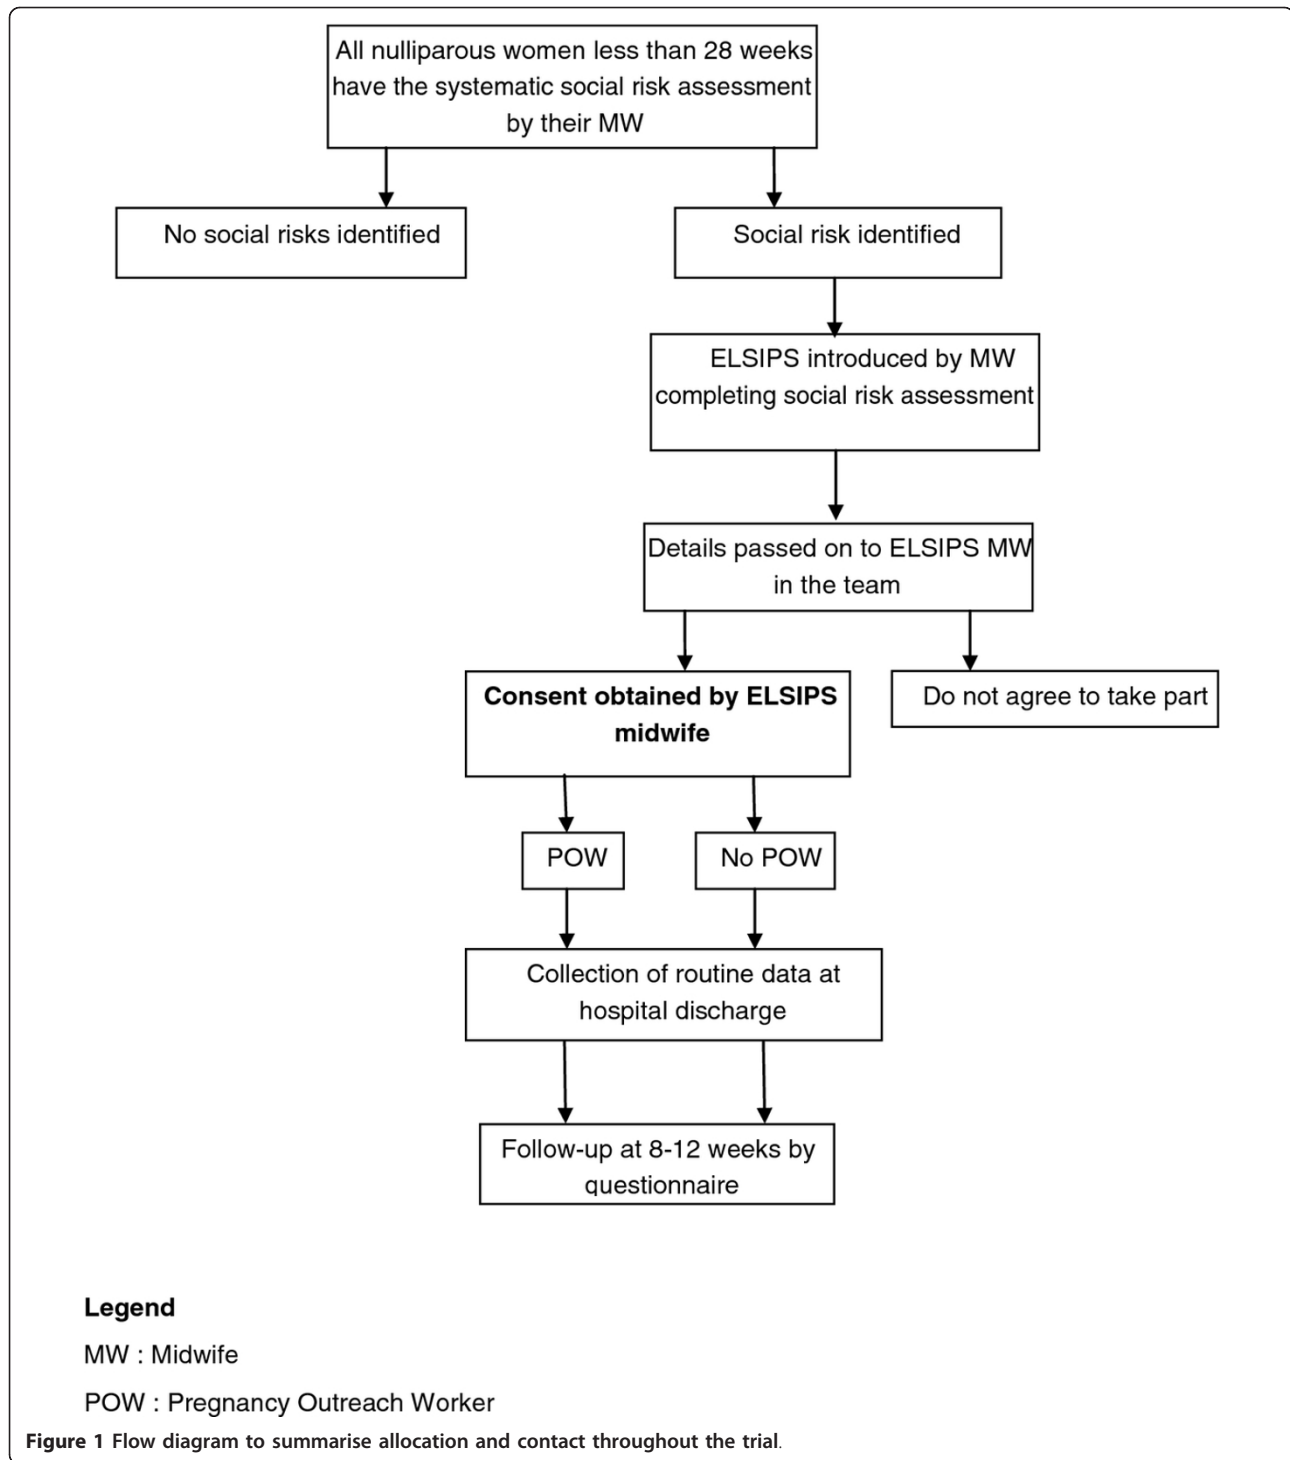 All nulliparous women less than 28 weeks
have the systematic social risk assessment
by their MW
No social risks identified
Social risk identified
ELSIPS introduced by MW
completing social risk assessment
Details passed on to ELSIPS MW
in the team
Consent obtained by ELSIPS
midwife
Do not agree to take part
POW
No POW
Collection of routine data at
hospital discharge
Follow-up at 8-12 weeks by
questionnaire
Legend
MW : Midwife
POW : Pregnancy Outreach Worker
Figure 1 Flow diagram to summarise allocation and contact throughout the trial.